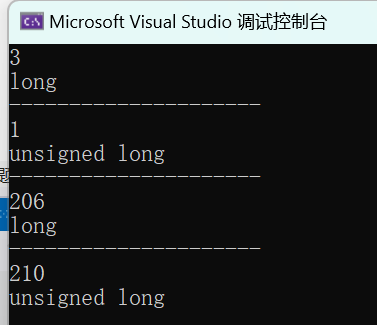 Microsoft Visual Studio 调试控制台
3
long
---------------------
1
unsigned long
---------------------
206
long
---------------------
210
unsigned long